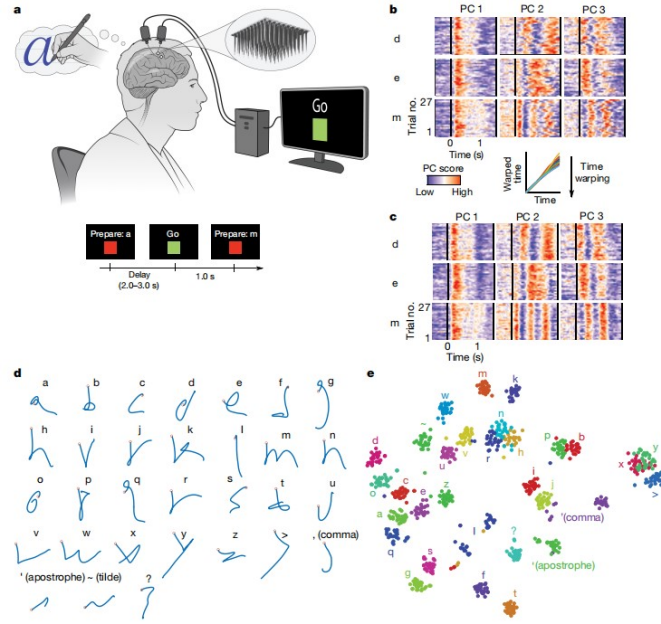 a
a
Go
Prepare: a
Go
Prepare: m
Delay
(2.0–3.0 s)
1.0 s
b
PC 1 PC 2 PC 3
d
e
m
Trial no.
27
1
0 1
Time (s)
PC score
Low High
Warped time
Time
Time warping
c
PC 1 PC 2 PC 3
d
e
m
Trial no.
27
1
0 1
Time (s)
d
a b c d e f g
h i j k l m n
o p q r s t u
v w x y z > , (comma)
' (apostrophe) ~ (tilde) ?
e
m k
w
n
~ u v r h p b
d y
x
o c e z i j >
a '(comma)
q l ?
s '(apostrophe)
g f
t